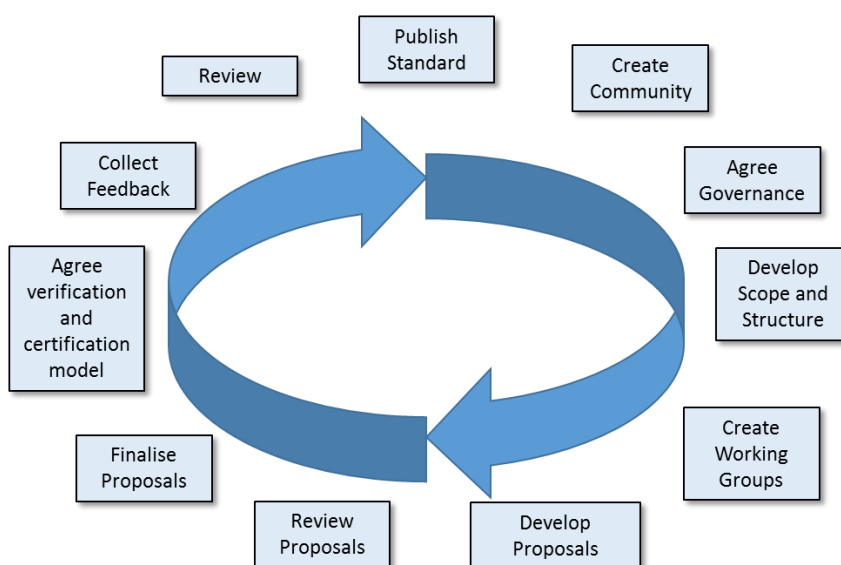 Publish
Standard
Create
Community
Agree
Governance
Develop
Scope and
Structure
Create
Working
Groups
Develop
Proposals
Review
Proposals
Finalise
Proposals
Agree
verification
and
certification
model
Collect
Feedback
Review